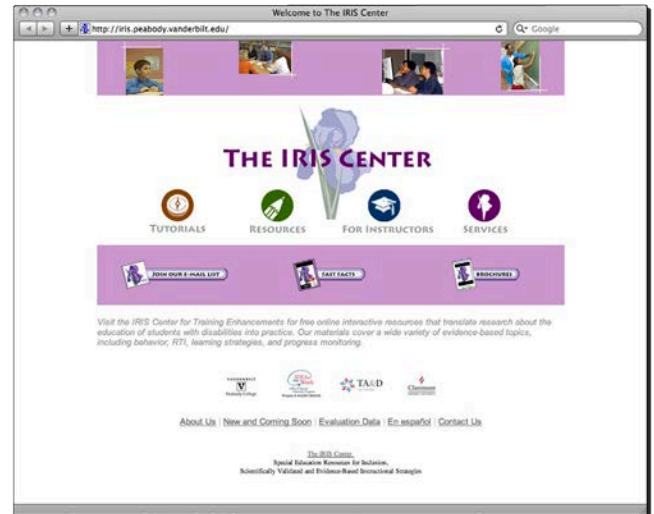 Welcome to The IRIS Center
http://iris.peabody.vanderbilt.edu/
Google
THE IRIS CENTER
TUTORIALS
RESOURCES
FOR INSTRUCTORS
SERVICES
JOIN OUR E-MAIL LIST
FAST FACTS
BROCHURES
Visit the IRIS Center for Training Enhancements for free online interactive resources that translate research about the
education of students with disabilities into practice. Our materials cover a wide variety of evidence-based topics,
including behavior, RTI, learning strategies, and progress monitoring.
VANDERBILT
Peabody College
TA&D
Claremont
About Us | New and Coming Soon | Evaluation Data | En español | Contact Us
The IRIS Center
Special Education Resources for Inclusion,
Scientifically Validated and Evidence-Based Instructional Strategies